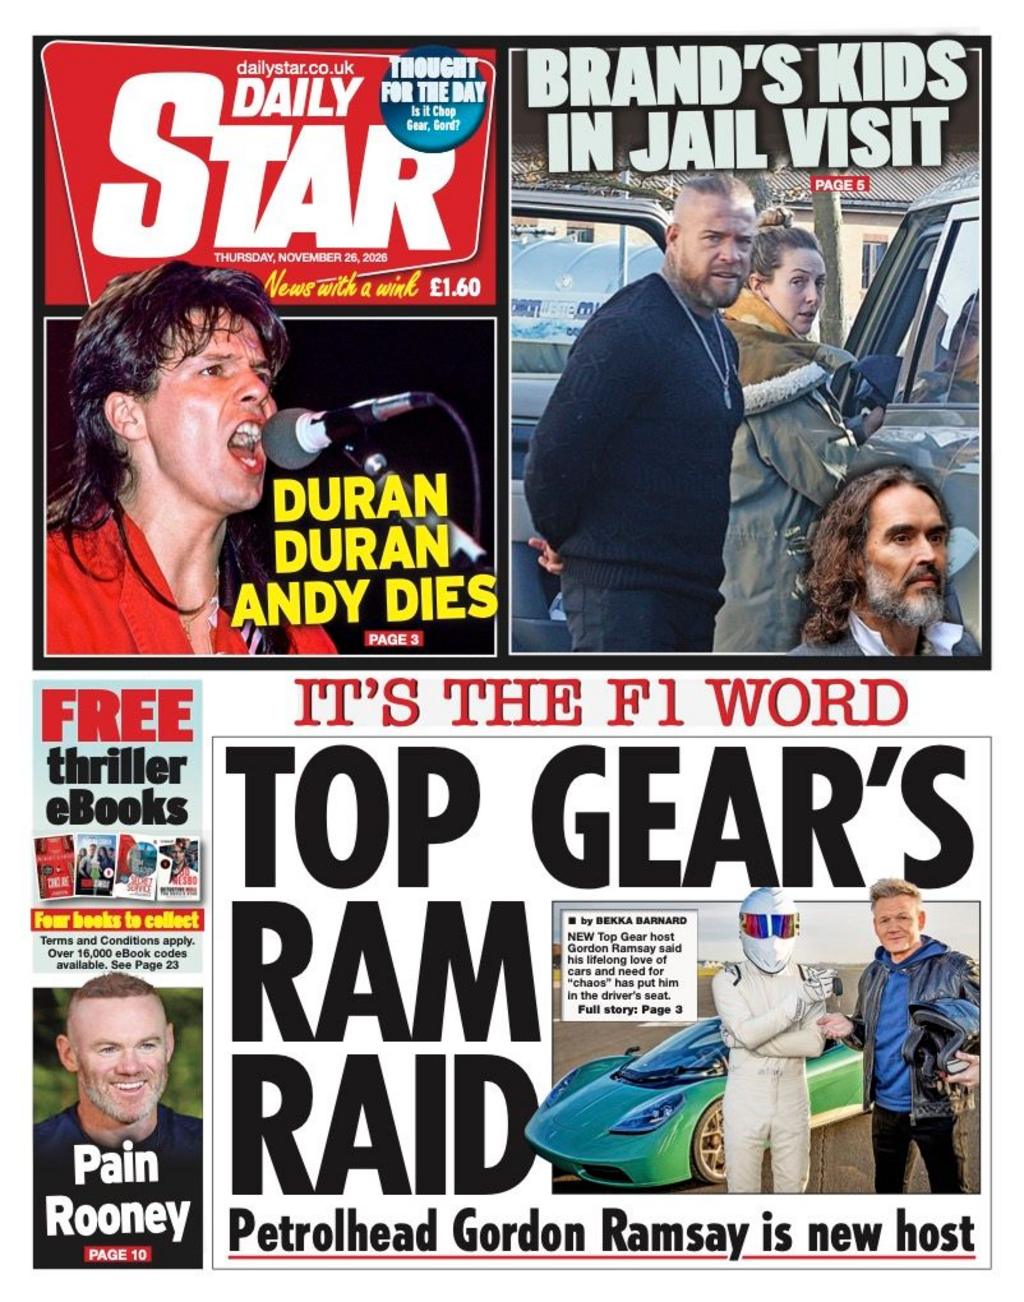 dailystar.co.uk
DAILY
STAR
THOUGHT
FOR THE DAY
Is it Chop
Gear, Gord?
THURSDAY, NOVEMBER 26, 2026
News with a wink £1.60
BRAND'S KIDS
IN JAIL VISIT
PAGE 5
DURAN
DURAN
ANDY DIES
PAGE 3
FREE
thriller
eBooks
SECRET
SERVICE
NESBO
Four books to collect
Terms and Conditions apply.
Over 16,000 eBook codes
available. See Page 23
Pain
Rooney
PAGE 10
IT'S THE F1 WORD
TOP GEAR'S
RAM
RAID
■ by BEKKA BARNARD
NEW Top Gear host
Gordon Ramsay said
his lifelong love of
cars and need for
"chaos" has put him
in the driver's seat.
Full story: Page 3
Petrolhead Gordon Ramsay is new host